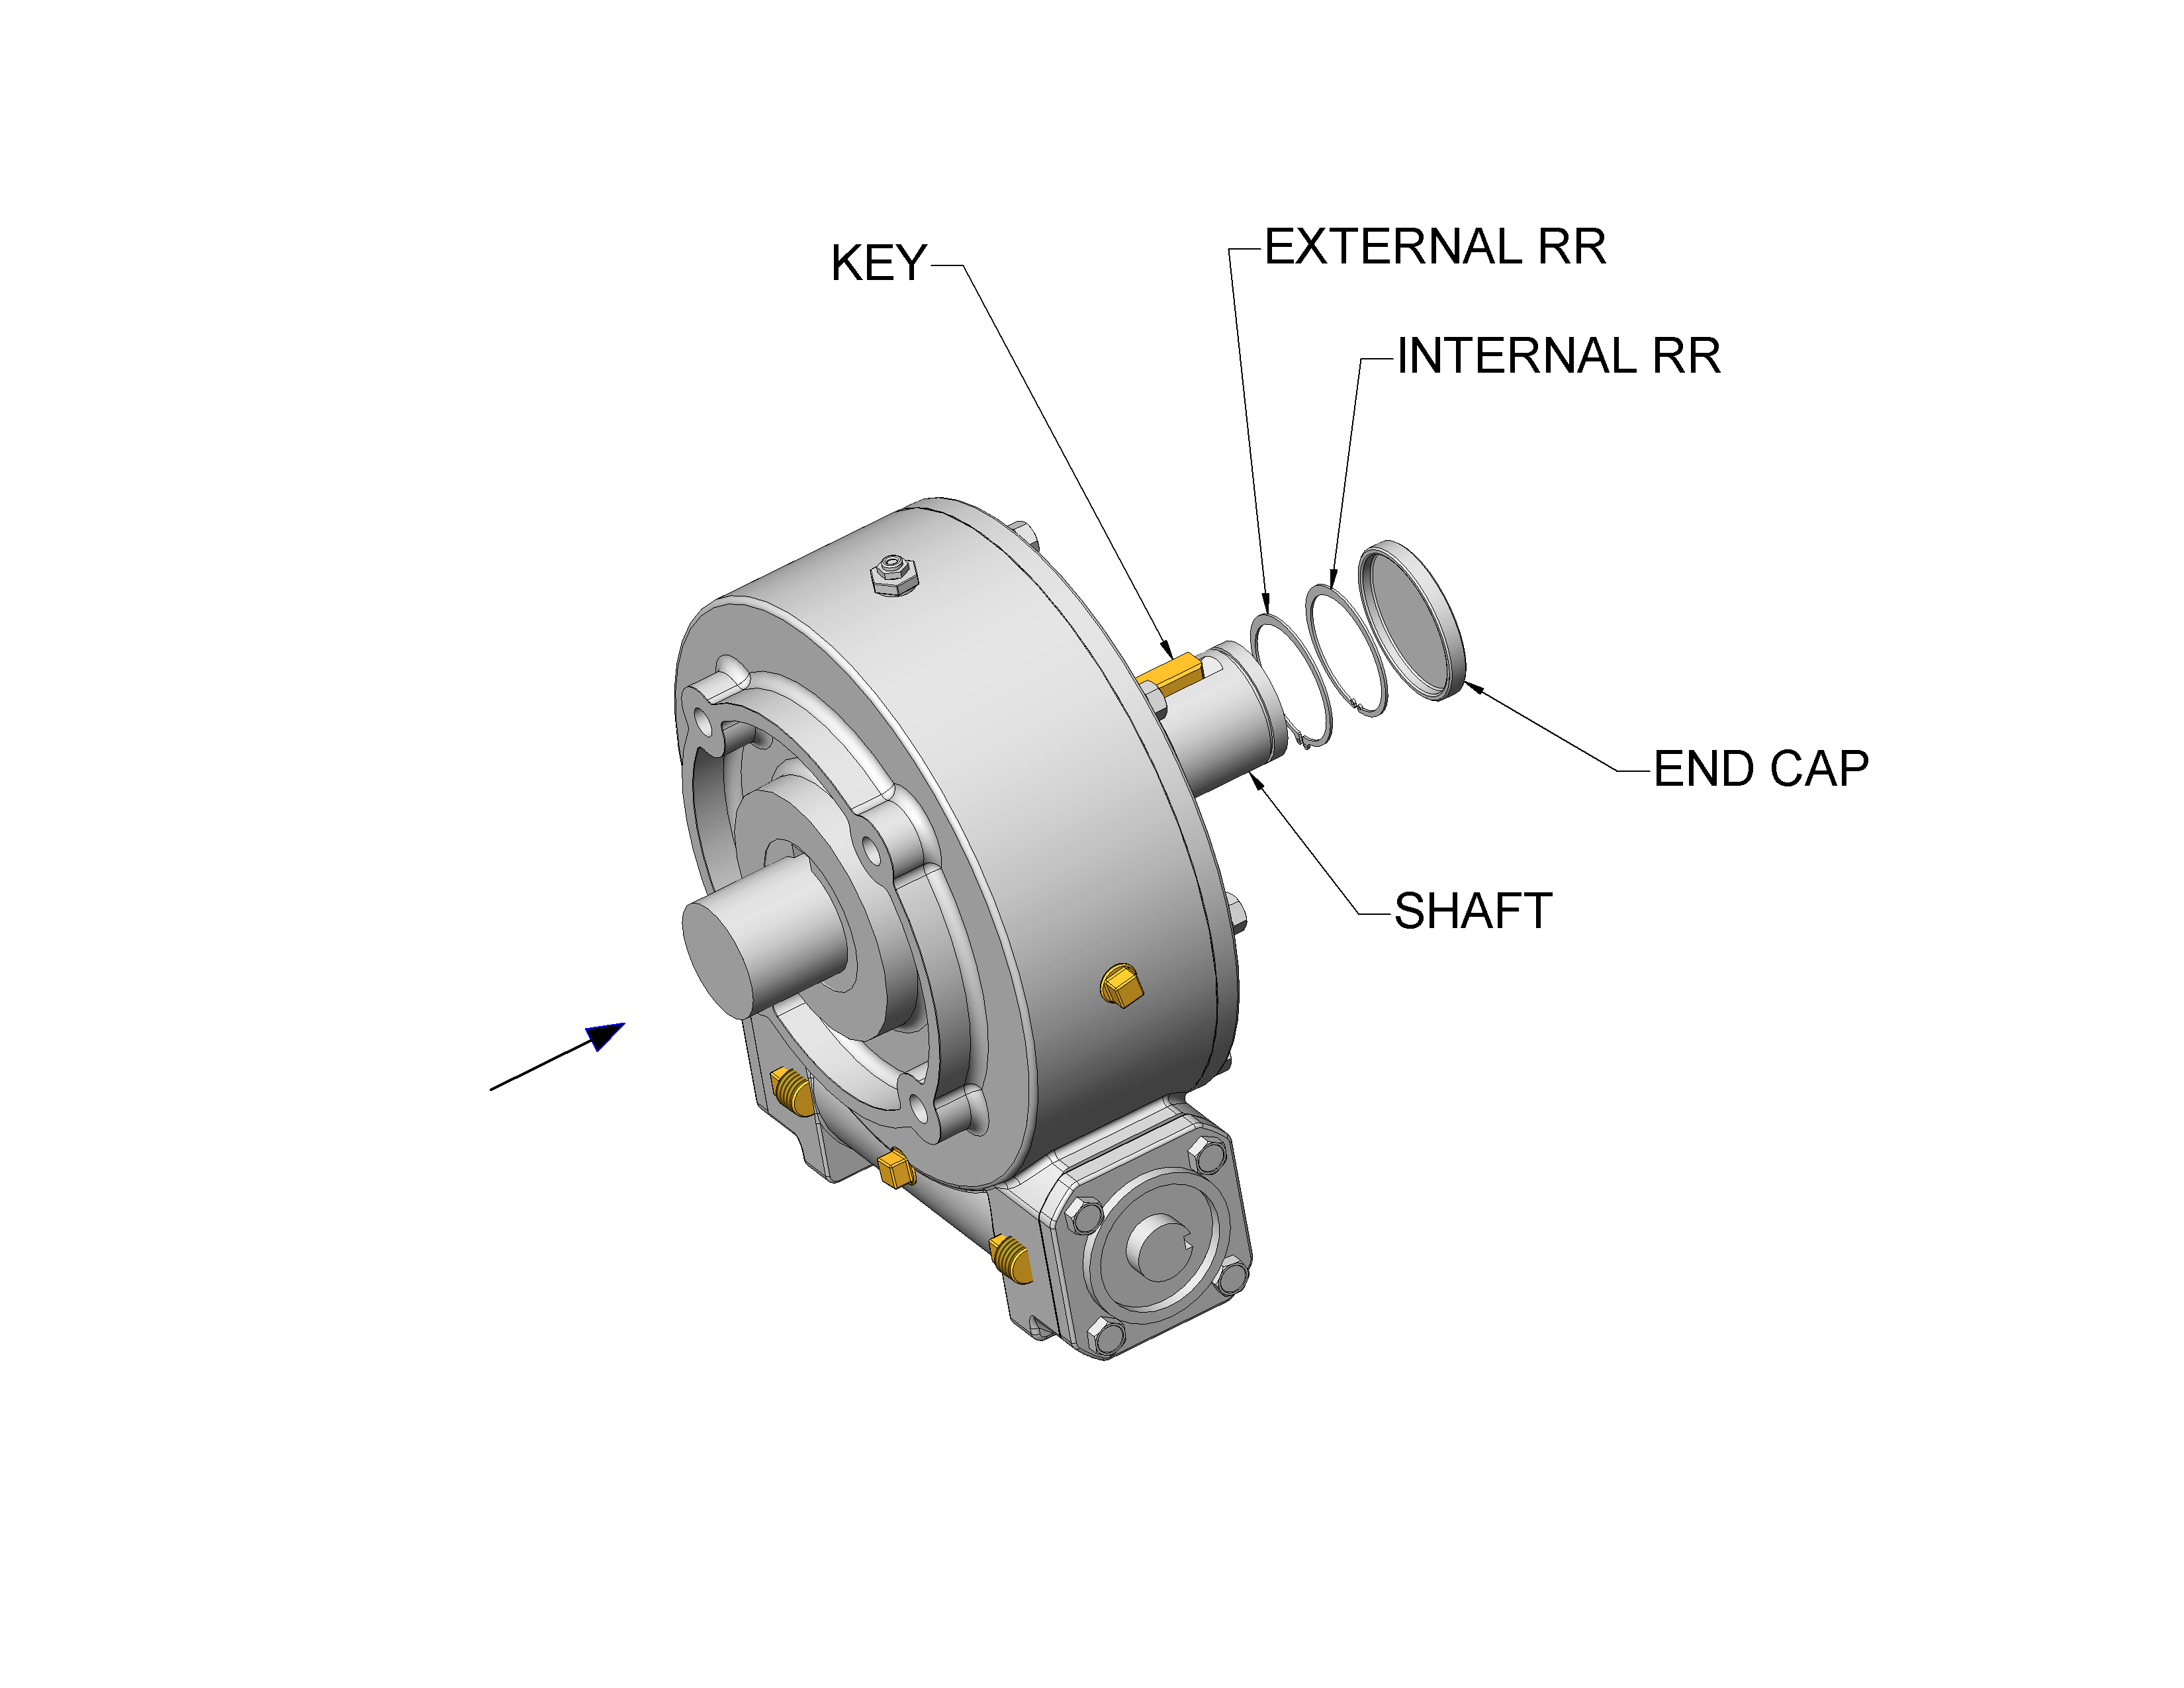 EXTERNAL RR
KEY
INTERNAL RR
END CAP
SHAFT